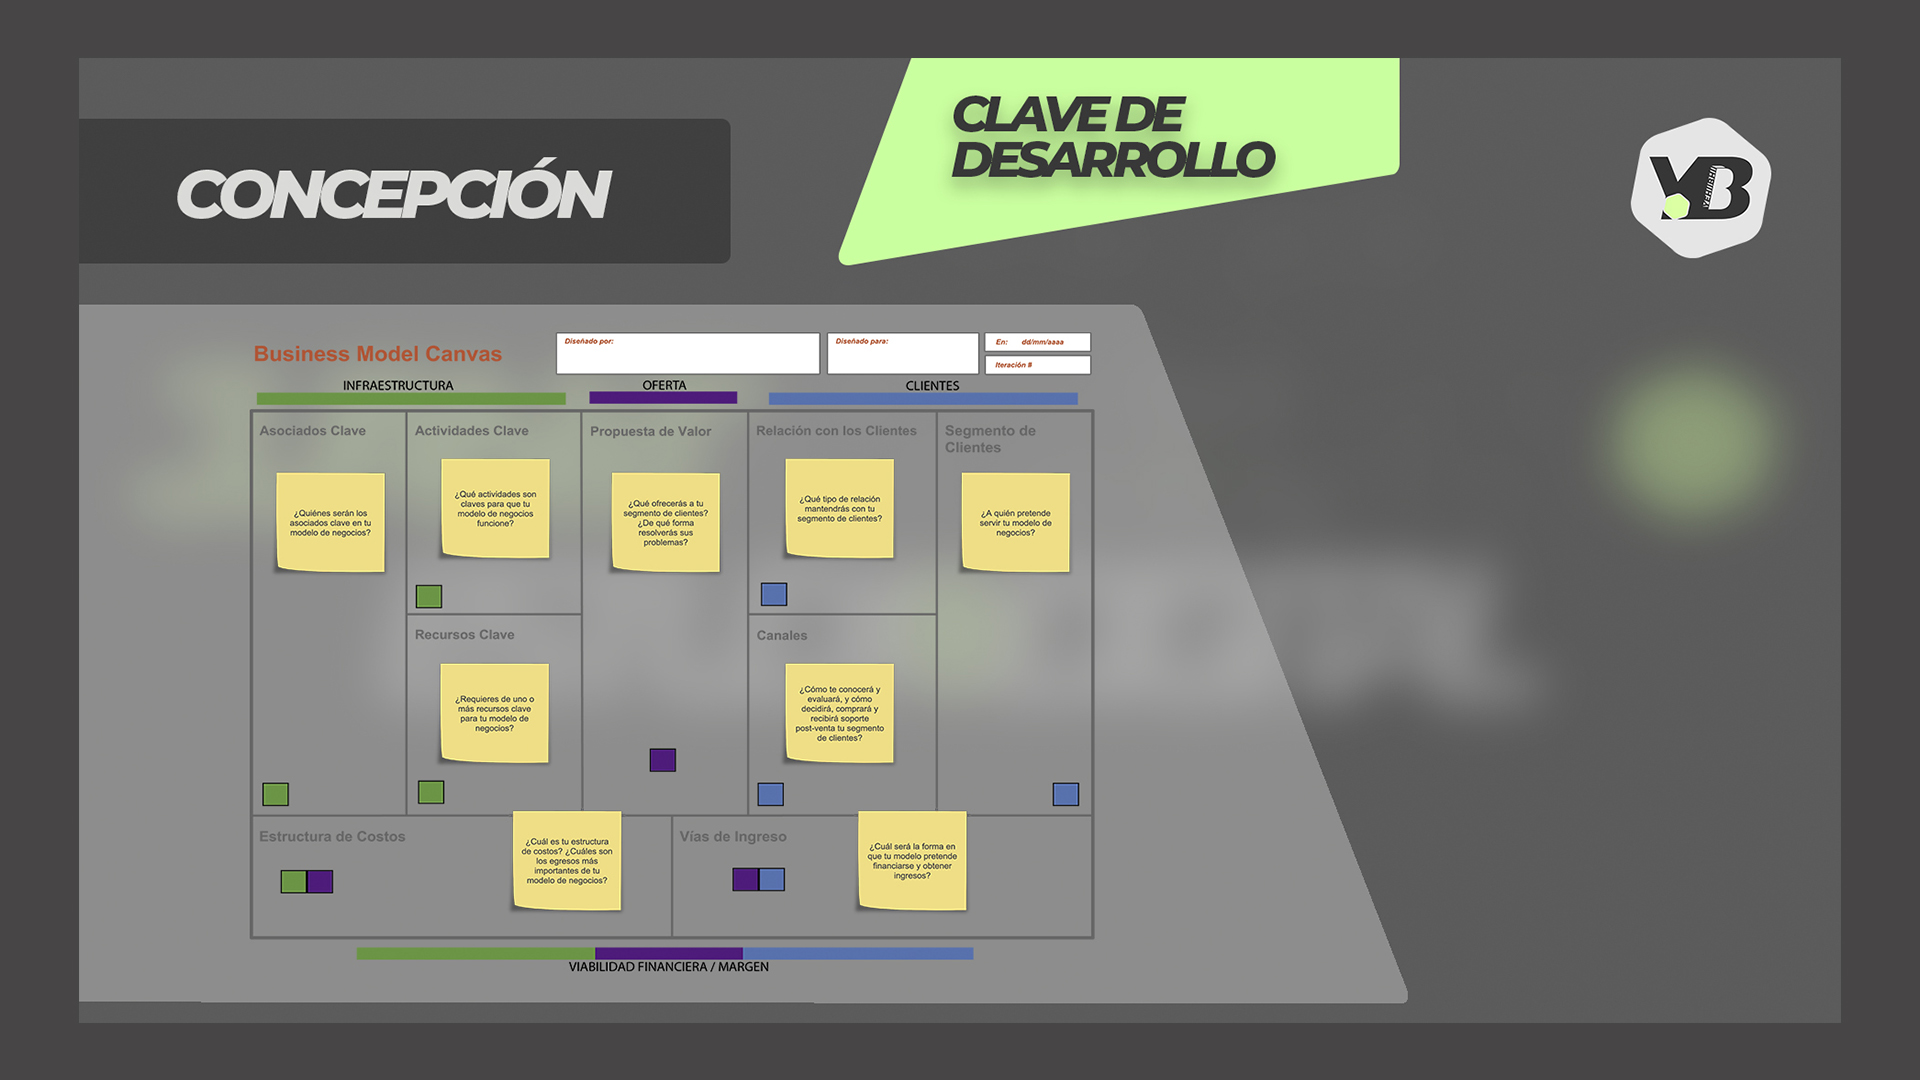 CONCEPCIÓN
CLAVE DE
DESARROLLO
YB
Business Model Canvas
Diseñado por:
Diseñado para:
En: dd/mm/aaaa
Iteración #
INFRAESTRUCTURA
OFERTA
CLIENTES
Asociados Clave
¿Quiénes serán los
asociados clave en tu
modelo de negocios?
Actividades Clave
¿Qué actividades son
claves para que tu
modelo de negocios
funcione?
Recursos Clave
¿Requieres de uno o
más recursos clave
para tu modelo de
negocios?
Propuesta de Valor
¿Qué ofrecerás a tu
segmento de clientes?
¿De qué forma
resolverás sus
problemas?
Relación con los Clientes
¿Qué tipo de relación
mantendrás con tu
segmento de clientes?
Canales
¿Cómo te conocerá y
evaluará, y cómo
decidirá, comprará y
recibirá soporte
post-venta tu segmento
de clientes?
Segmento de
Clientes
¿A quién pretende
servir tu modelo de
negocios?
Estructura de Costos
¿Cuál es tu estructura
de costos? ¿Cuáles son
los egresos más
importantes de tu
modelo de negocios?
Vías de Ingreso
¿Cuál será la forma en
que tu modelo pretende
financiarse y obtener
ingresos?
VIABILIDAD FINANCIERA / MARGEN